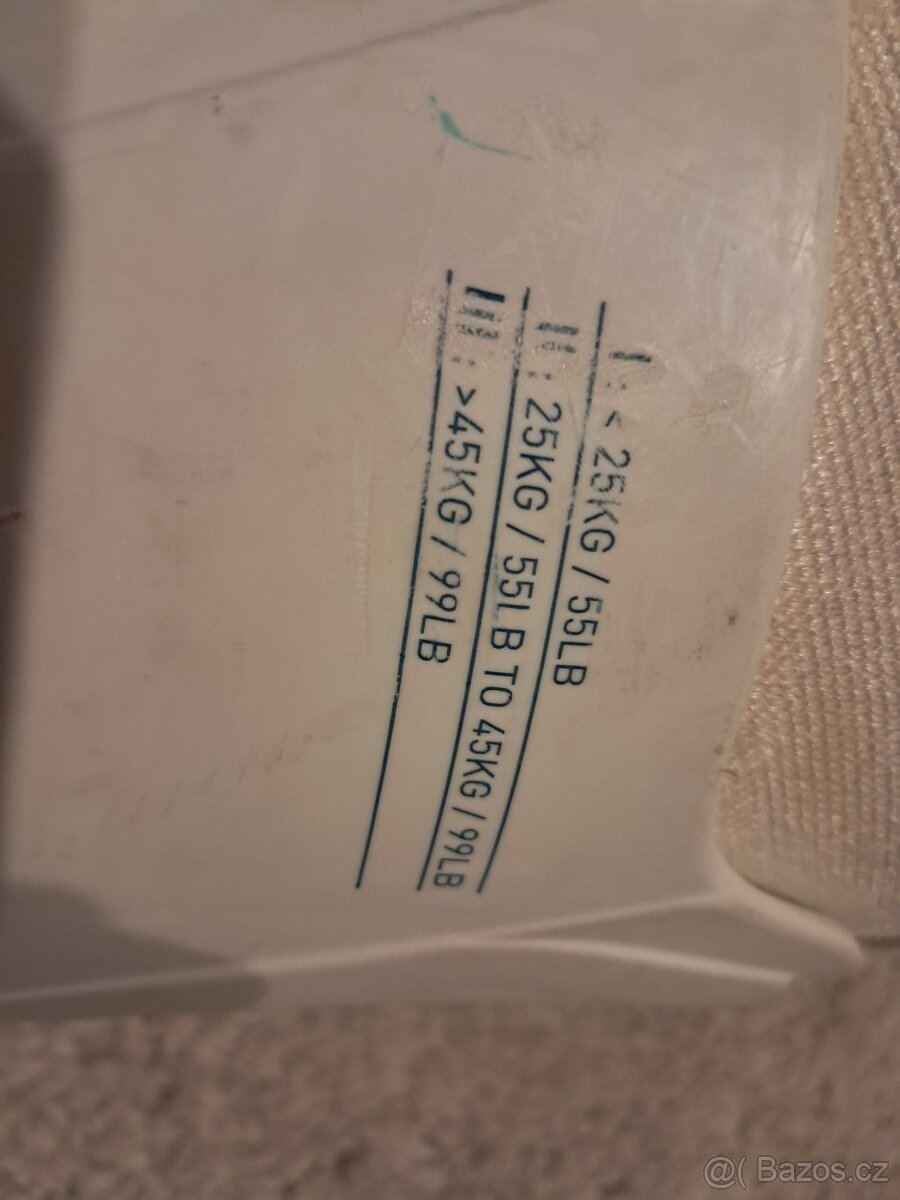 : < 25KG / 55LB
: 25KG / 55LB TO 45KG / 99LB
: >45KG / 99LB
@( Bazos.cz